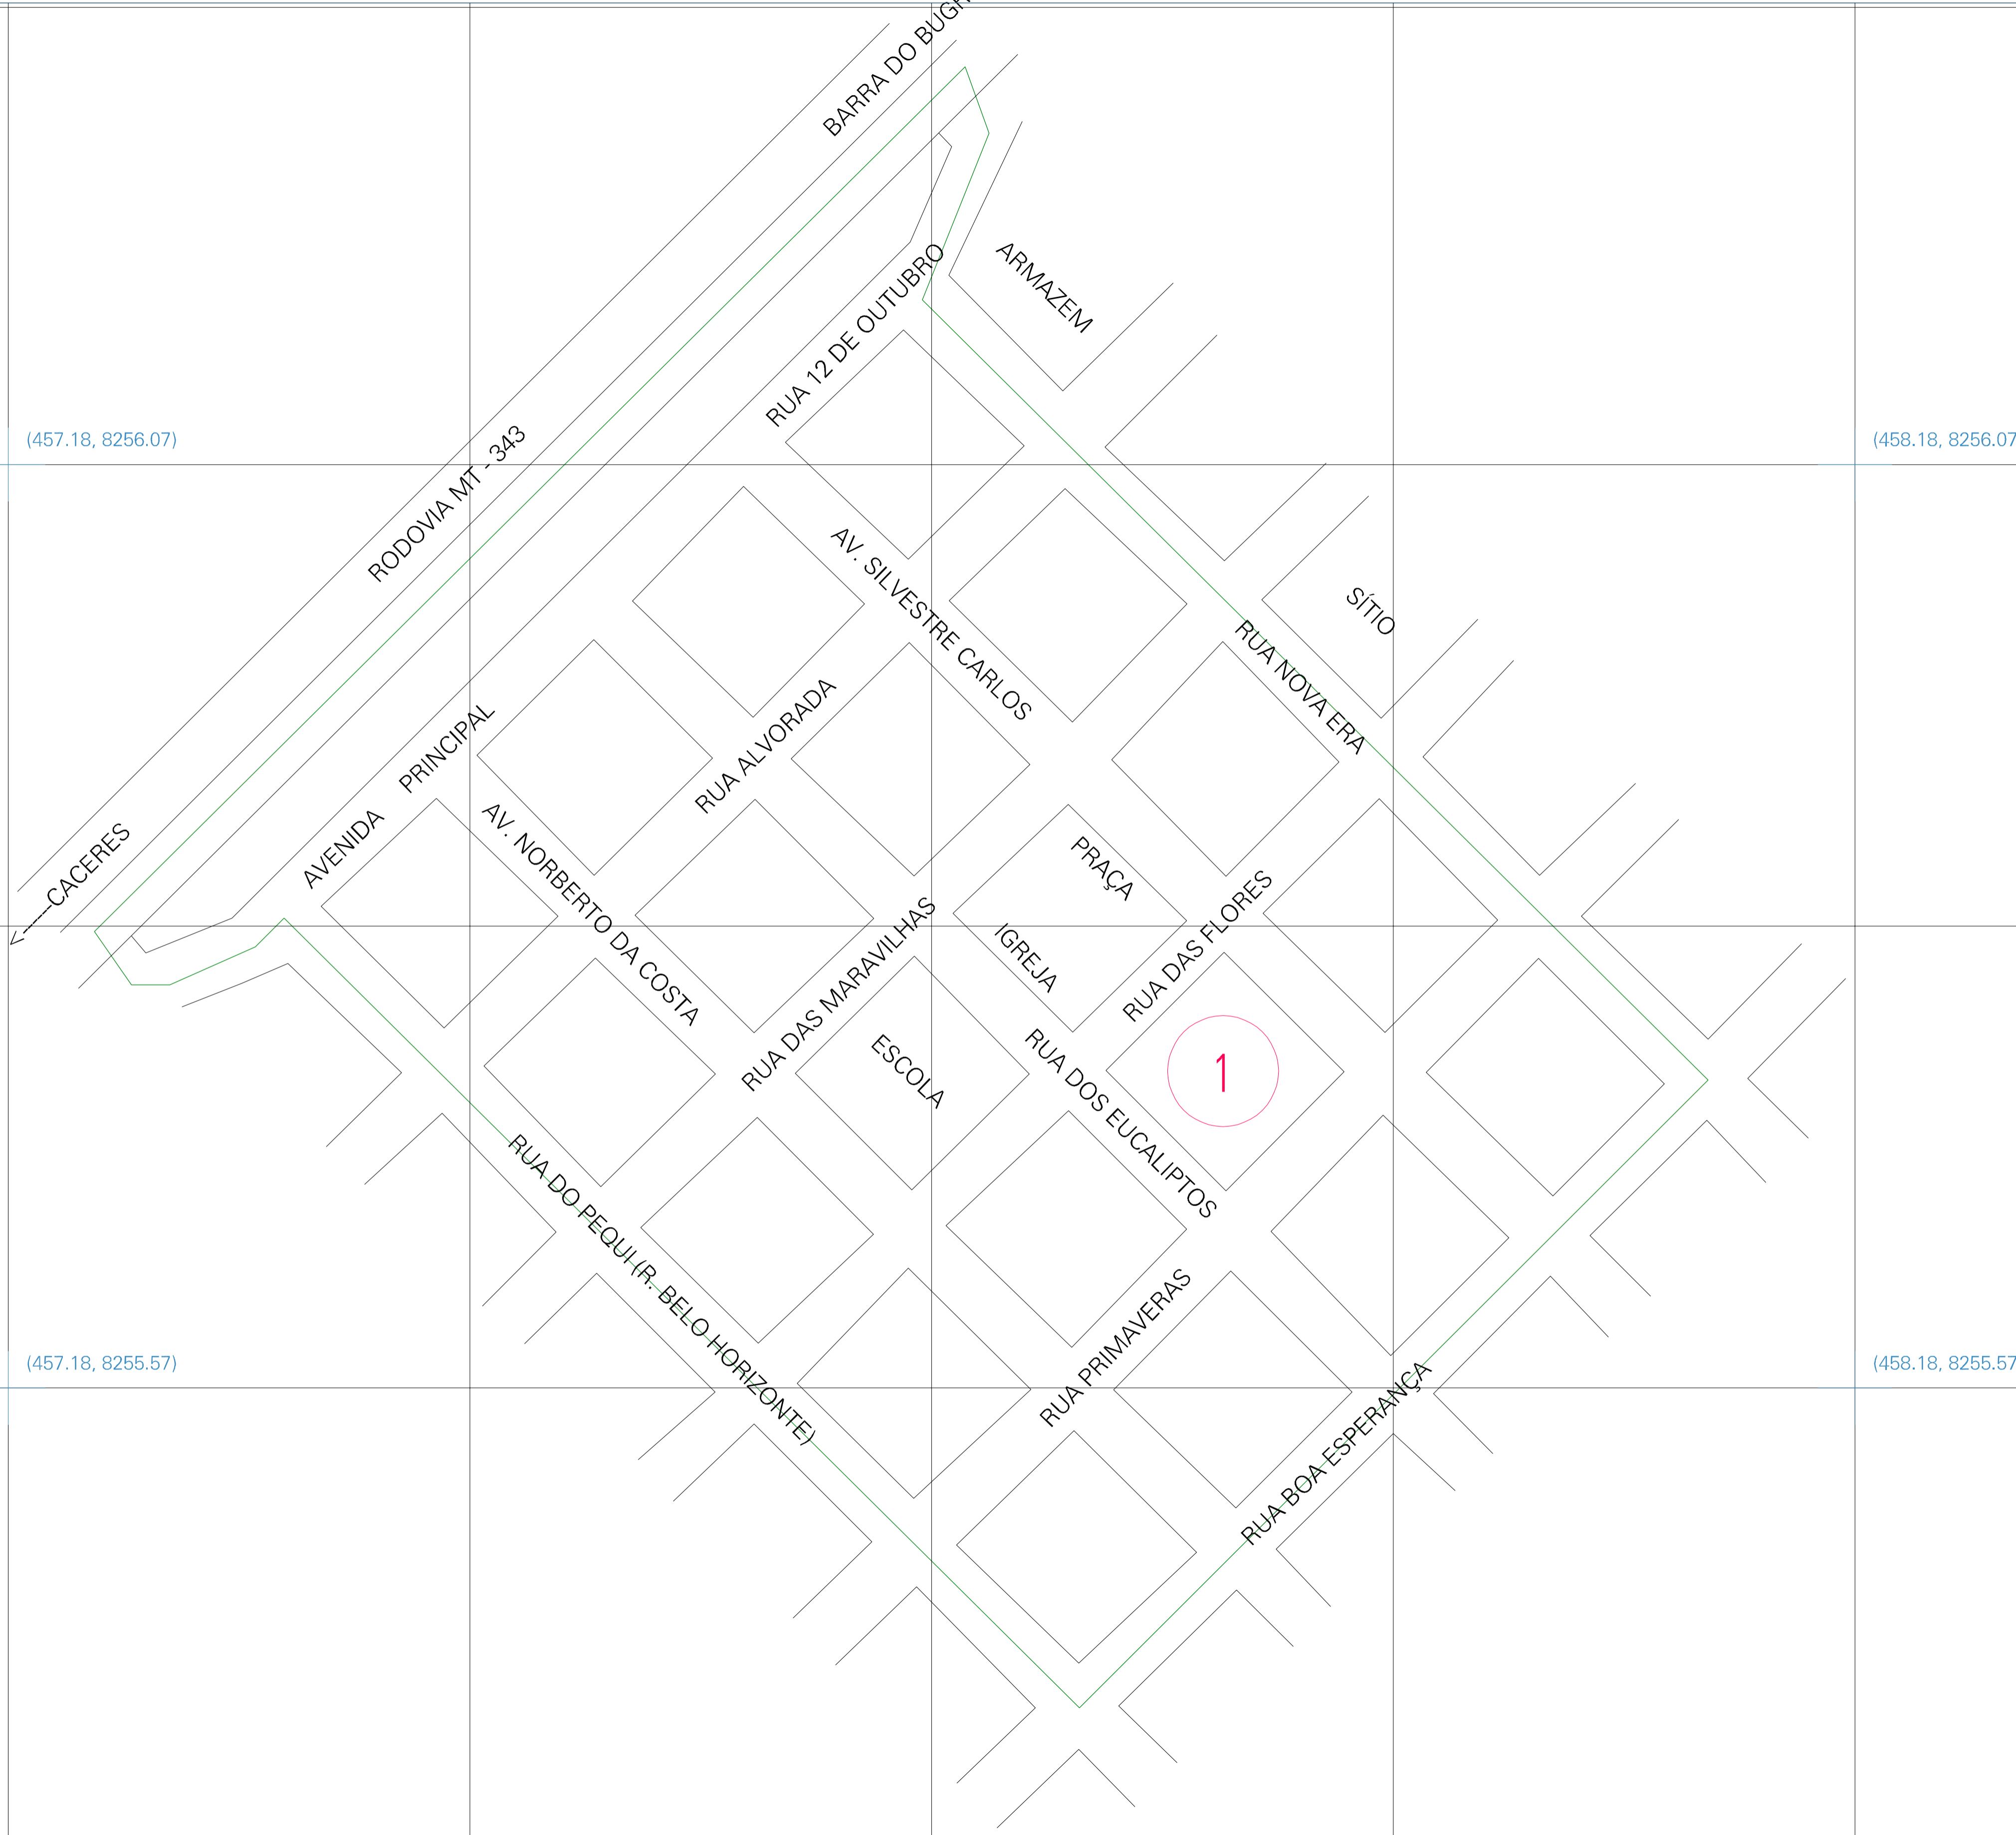 BARRA DO BUGR
ARMAZEM
RUA 12 DE OUTUBRO
(457.18, 8256.07)
(458.18, 8256.07
RODOVIA MT - 343
AV. SILVESTRE CARLOS
SÍTIO
RUA NOVA ERA
RUA ALVORADA
AVENIDA PRINCIPAL
CACERES
AV. NORBERTO DA COSTA
PRAÇA
IGREJA
RUA DAS FLORES
RUA DAS MARAVILHAS
ESCOLA
RUA DOS EUCALIPTOS
1
RUA DO PEQUI (R. BELO HORIZONTE)
RUA PRIMAVERAS
(457.18, 8255.57)
(458.18, 8255.57
RUA BOA ESPERANÇA